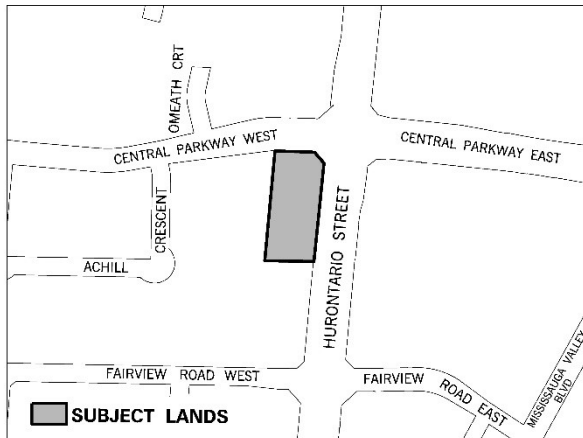 OMEATH CRT
CENTRAL PARKWAY WEST
CENTRAL PARKWAY EAST
CRESCENT
ACHILL
HURONTARIO STREET
FAIRVIEW ROAD WEST
FAIRVIEW ROAD EAST
MISSISSAUGA VALLEY
BLVD
SUBJECT LANDS